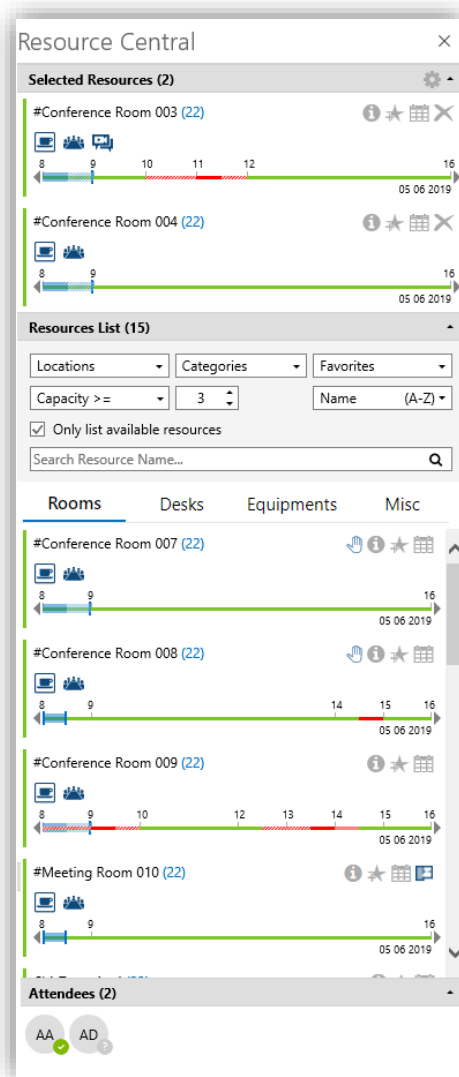 Resource Central
Selected Resources (2)
#Conference Room 003 (22)
8 9 10 11 12 16
05 06 2019
#Conference Room 004 (22)
8 9 16
05 06 2019
Resources List (15)
Locations Categories Favorites
Capacity >= 3 Name (A-Z)
Only list available resources
Search Resource Name...
Rooms Desks Equipments Misc
#Conference Room 007 (22)
8 9 16
05 06 2019
#Conference Room 008 (22)
8 9 14 15 16
05 06 2019
#Conference Room 009 (22)
8 9 10 12 13 14 15 16
05 06 2019
#Meeting Room 010 (22)
8 9 16
05 06 2019
Attendees (2)
AA AD